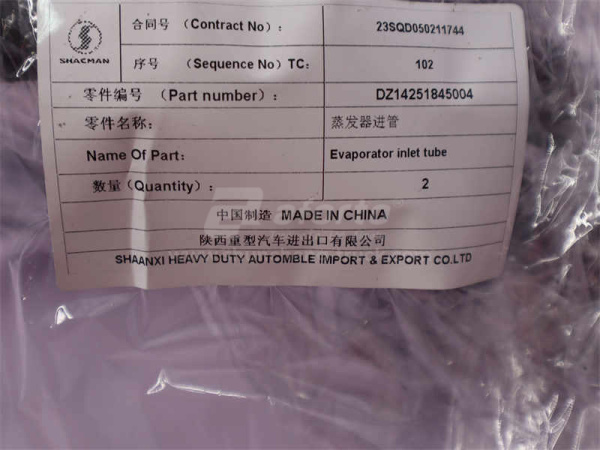 SHACMAN
合同号 (Contract No): 23SQD050211744
序号 (Sequence No) TC: 102
零件编号 (Part number): DZ14251845004
零件名称: 蒸发器进管
Name Of Part: Evaporator inlet tube
数量(Quantity): 2
中国制造 MADE IN CHINA
陕西重型汽车进出口有限公司
SHAANXI HEAVY DUTY AUTOMBLE IMPORT & EXPORT CO.LTD